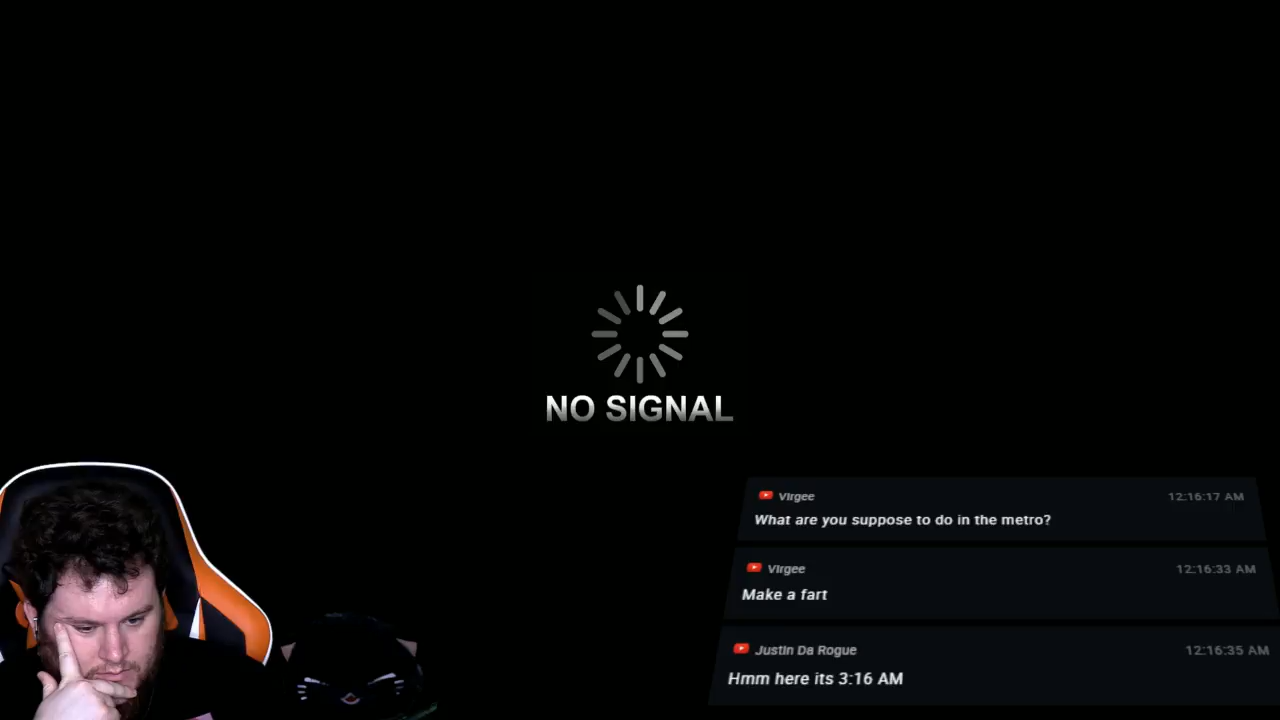 NO SIGNAL
Virgee 12:16:17 AM
What are you suppose to do in the metro?
Virgee 12:16:33 AM
Make a fart
Justin Da Rogue 12:16:35 AM
Hmm here its 3:16 AM